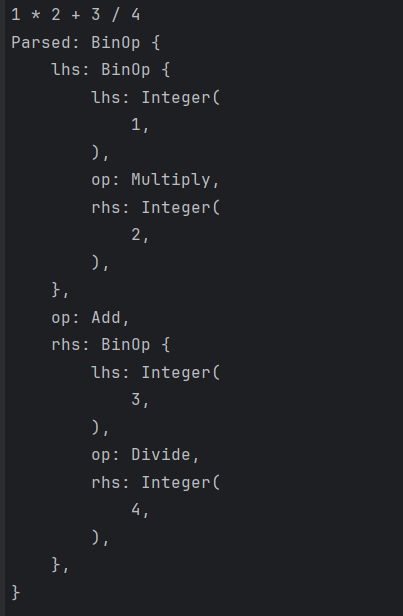 1 * 2 + 3 / 4
Parsed: BinOp {
    lhs: BinOp {
        lhs: Integer(
            1,
        ),
        op: Multiply,
        rhs: Integer(
            2,
        ),
    },
    op: Add,
    rhs: BinOp {
        lhs: Integer(
            3,
        ),
        op: Divide,
        rhs: Integer(
            4,
        ),
    },
}